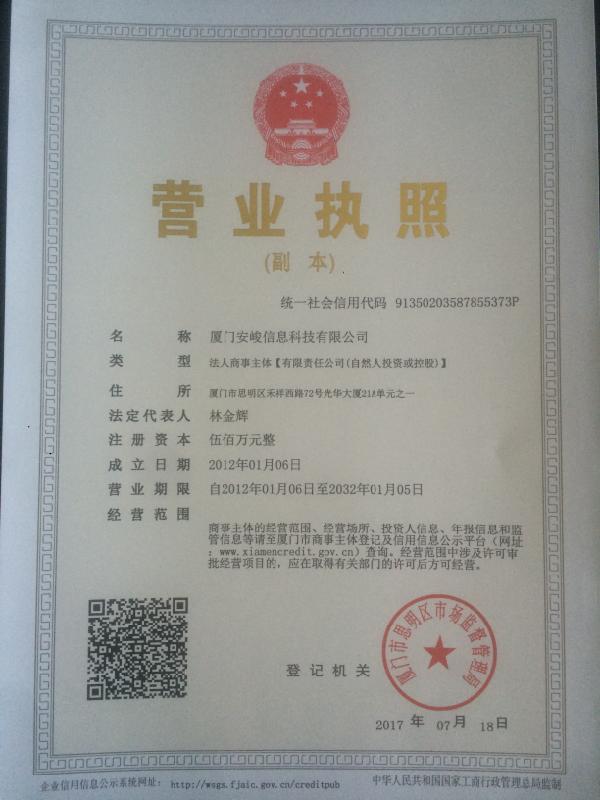 营业执照
(副 本)
统一社会信用代码 91350203587855373P
名 称 厦门安峻信息科技有限公司
类 型 法人商事主体【有限责任公司(自然人投资或控股)】
住 所 厦门市思明区禾祥西路72号光华大厦21A单元之一
法定代表人 林金辉
注册资本 伍佰万元整
成立日期 2012年01月06日
营业期限 自2012年01月06日至2032年01月05日
经营范围
商事主体的经营范围、经营场所、投资人信息、年报信息和监
管信息等请至厦门市商事主体登记及信用信息公示平台（网址
：www.xiamencredit.gov.cn）查询。经营范围中涉及许可审
批经营项目的，应在取得有关部门的许可后方可经营。
厦门市思明区市场监督管理局
登记机关
2017 年 07月 18日
企业信用信息公示系统网址： http://wsgs.fjaic.gov.cn/creditpub
中华人民共和国国家工商行政管理总局监制